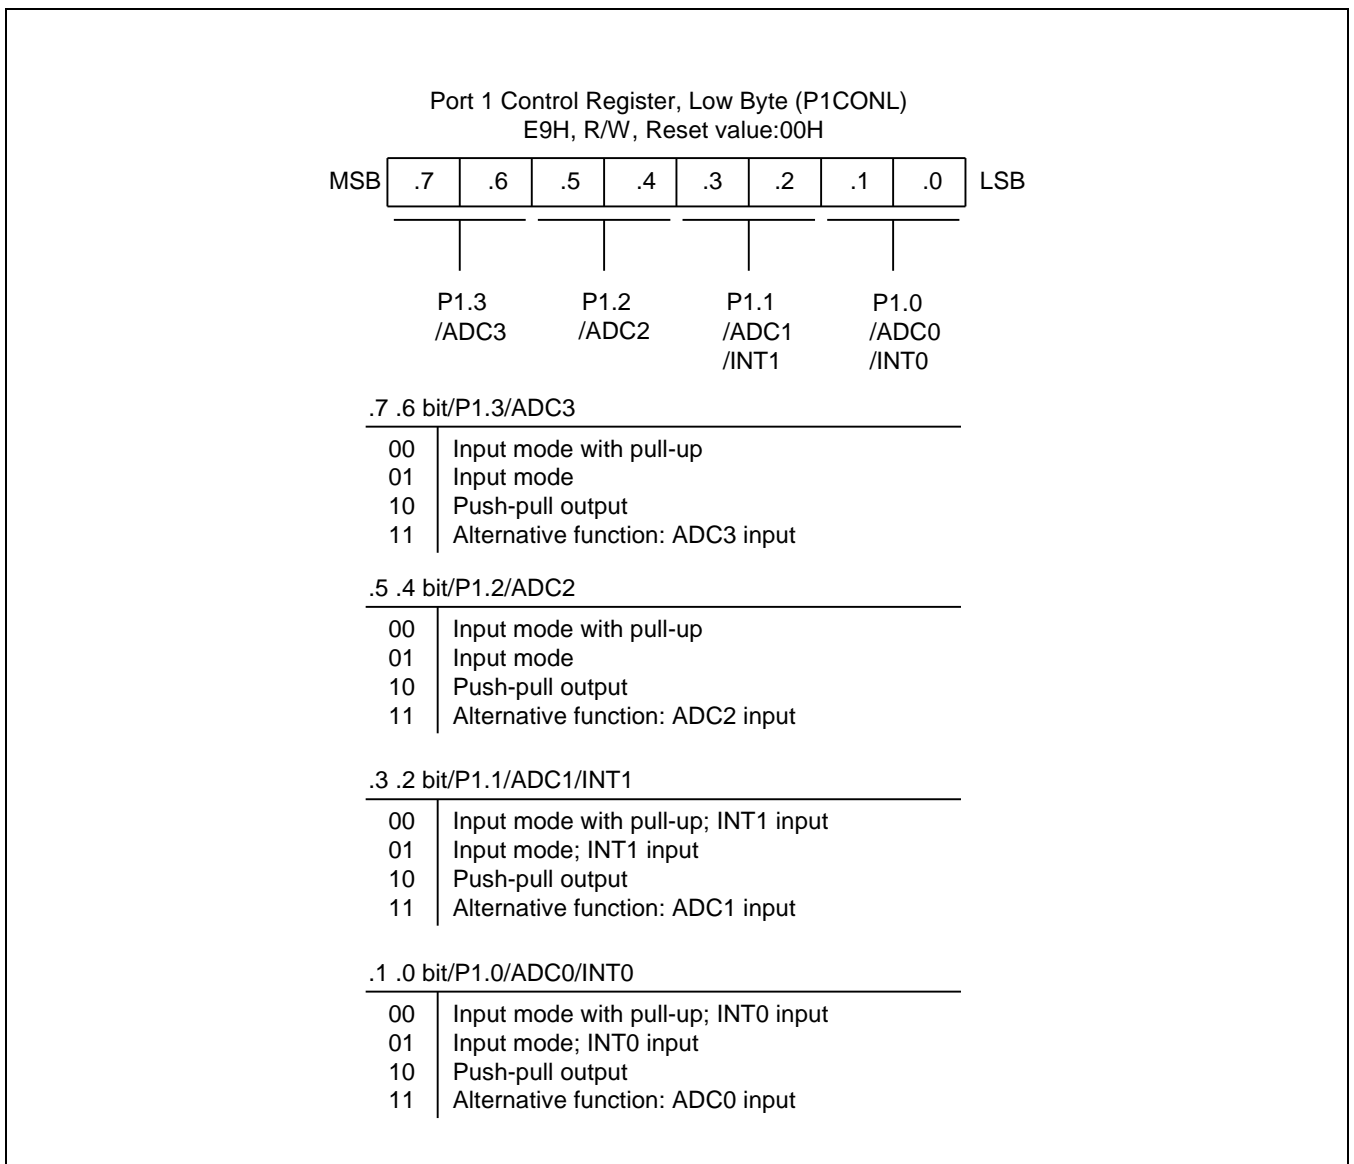 Port 1 Control Register, Low Byte (P1CONL)
E9H, R/W, Reset value:00H
MSB .7 .6 .5 .4 .3 .2 .1 .0 LSB
P1.3 P1.2 P1.1 P1.0
/ADC3 /ADC2 /ADC1 /ADC0
/INT1 /INT0
.7 .6 bit/P1.3/ADC3
00 Input mode with pull-up
01 Input mode
10 Push-pull output
11 Alternative function: ADC3 input
.5 .4 bit/P1.2/ADC2
00 Input mode with pull-up
01 Input mode
10 Push-pull output
11 Alternative function: ADC2 input
.3 .2 bit/P1.1/ADC1/INT1
00 Input mode with pull-up; INT1 input
01 Input mode; INT1 input
10 Push-pull output
11 Alternative function: ADC1 input
.1 .0 bit/P1.0/ADC0/INT0
00 Input mode with pull-up; INT0 input
01 Input mode; INT0 input
10 Push-pull output
11 Alternative function: ADC0 input